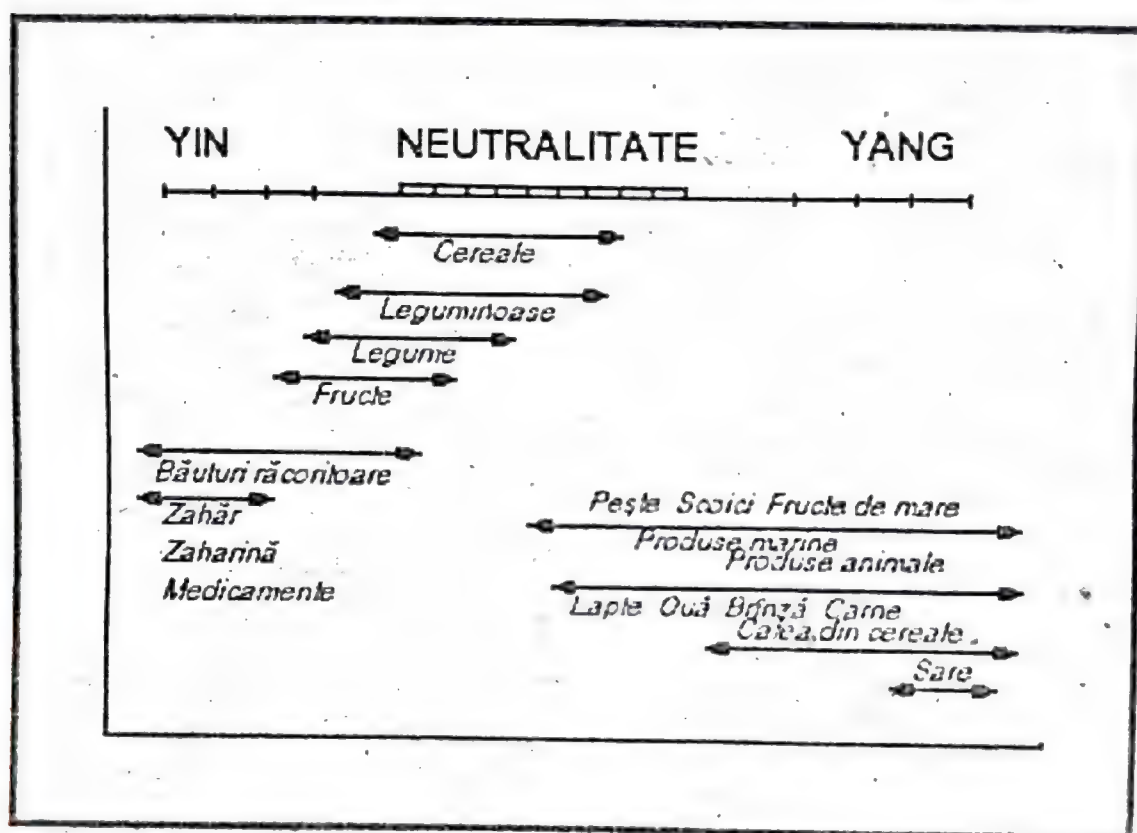 YIN NEUTRALITATE YANG
Cereale
Leguminoase
Legume
Fructe
Băuturi răcoritoare
Zahăr
Zaharină
Medicamente
Pește Scoici Fructe de mare
Produse marine
Produse animale
Lapte Ouă Brînză Carne
Cafea din cereale
Sare